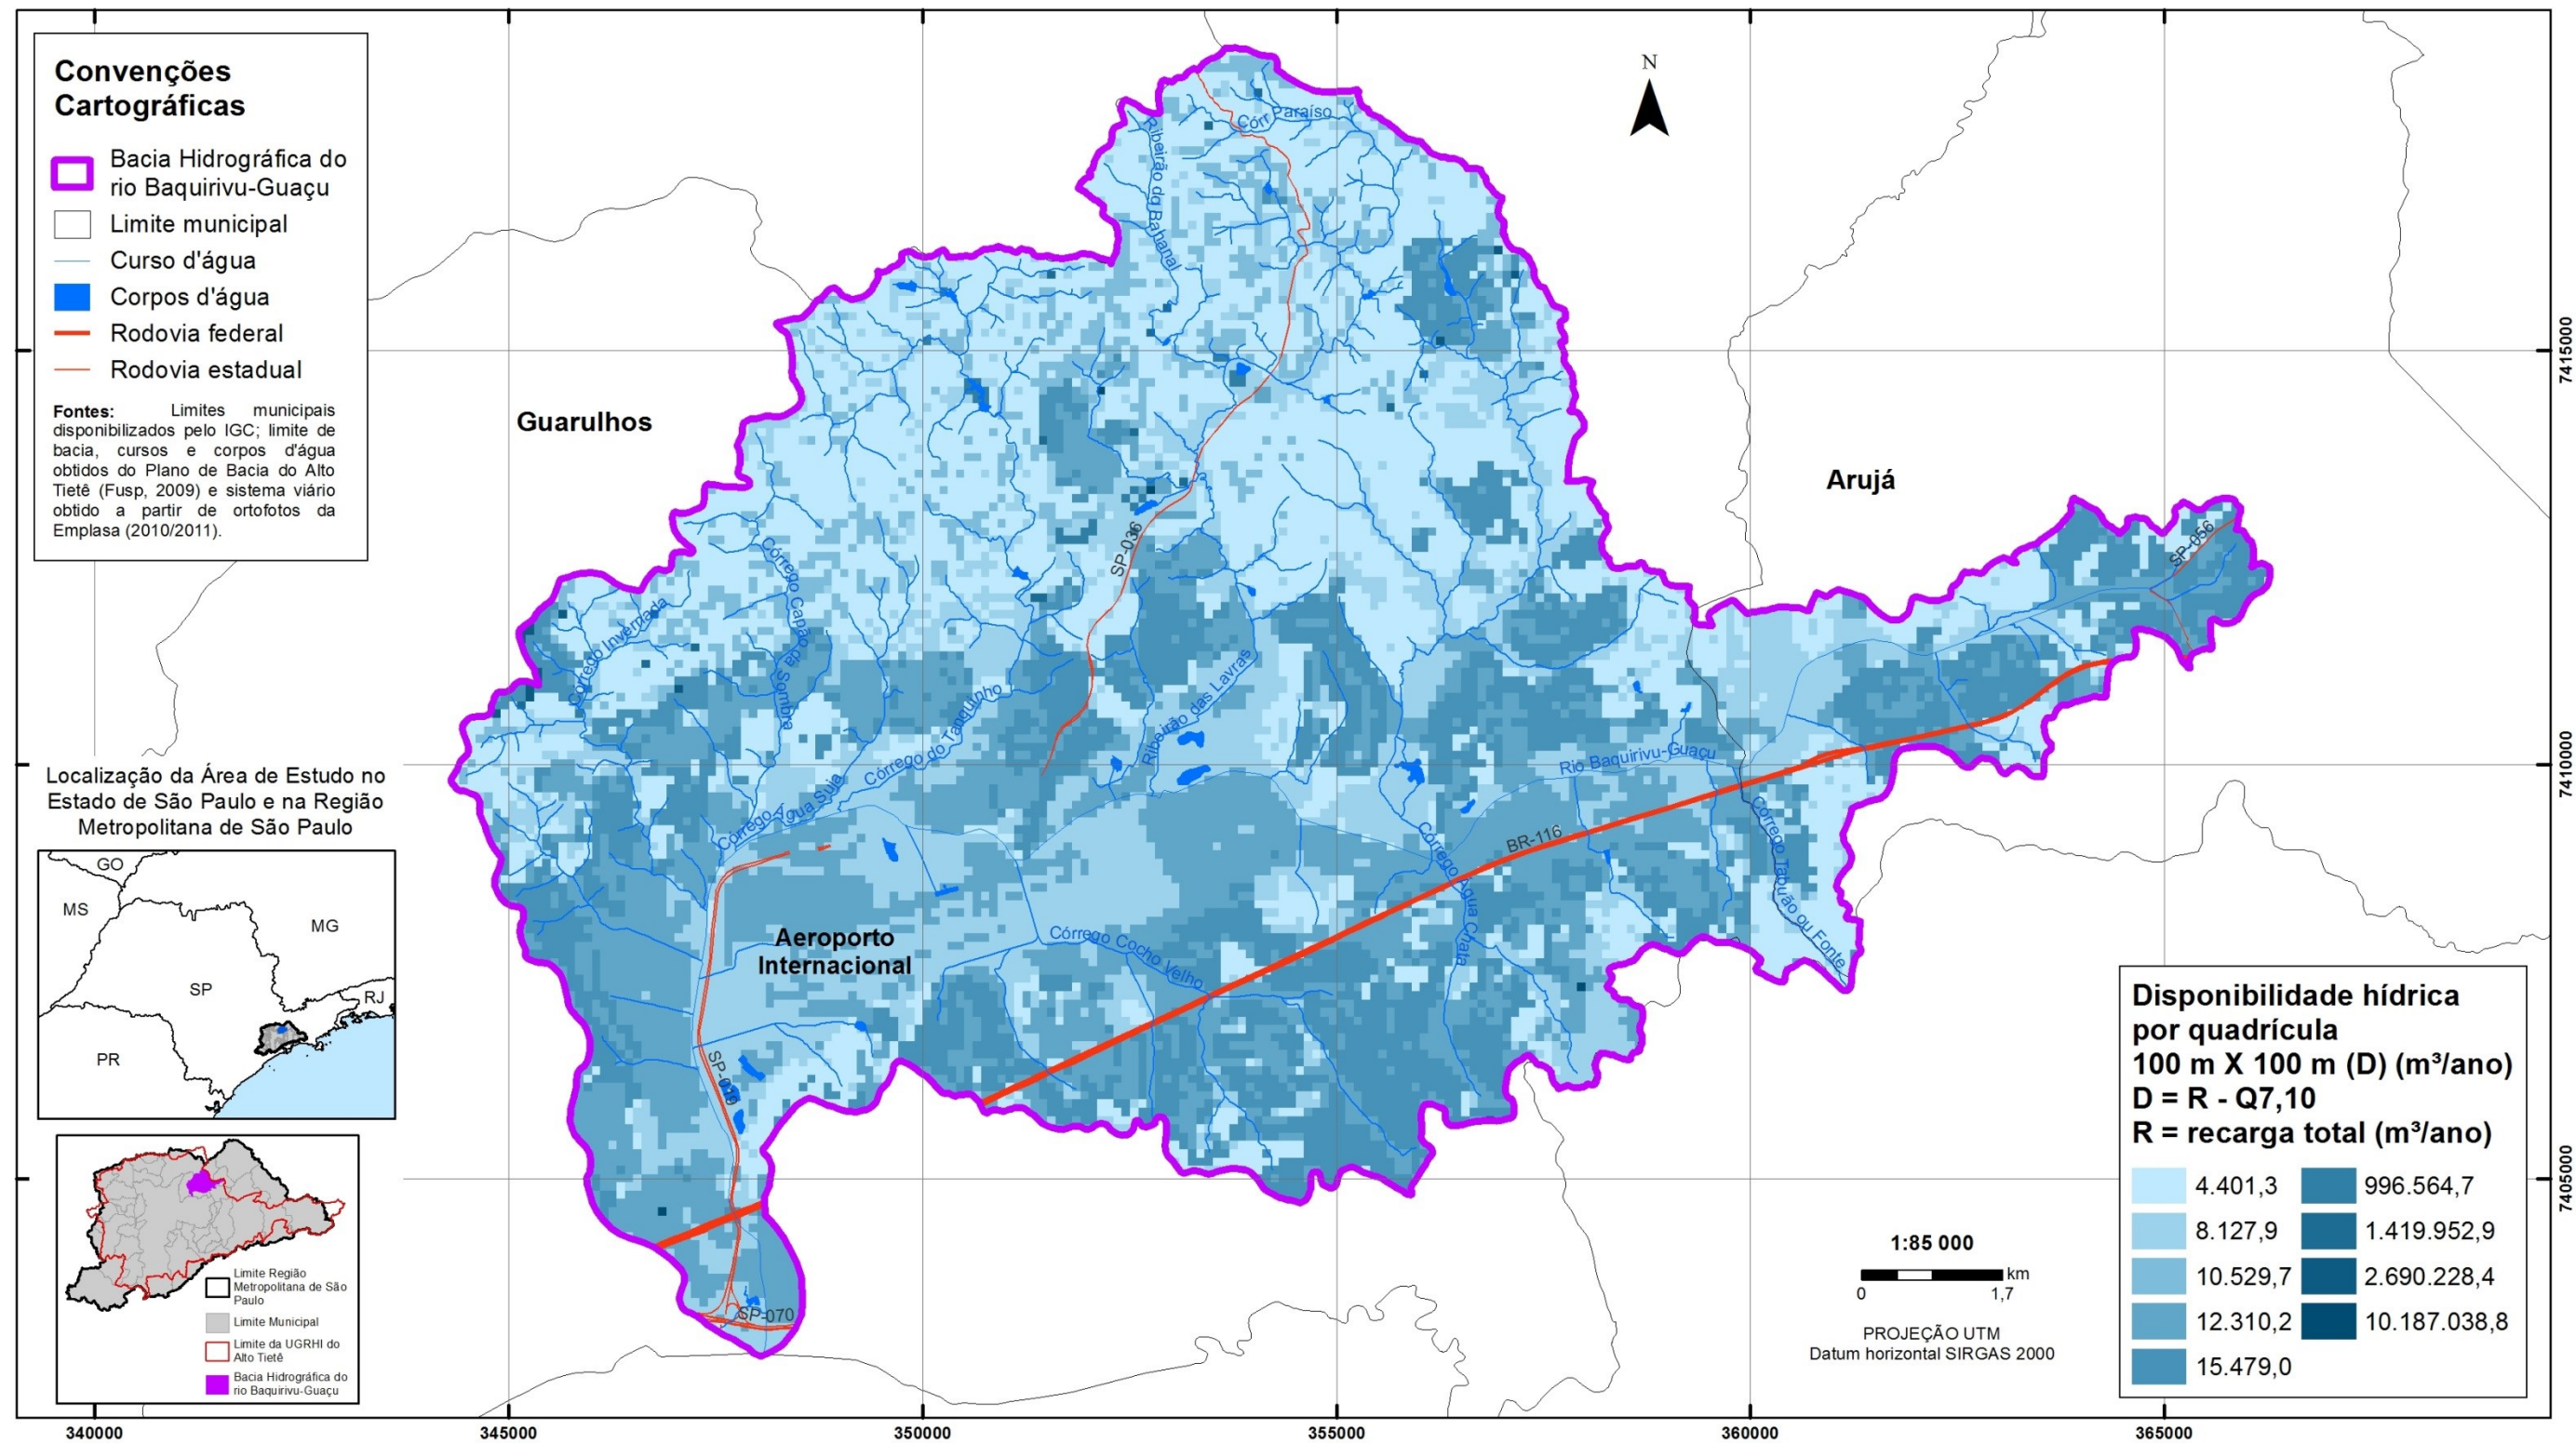 Convenções
Cartográficas
Bacia Hidrográfica do
rio Baquirivu-Guaçu
Limite municipal
Curso d'água
Corpos d'água
Rodovia federal
Rodovia estadual
Fontes: Limites municipais
disponibilizados pelo IGC; limite de
bacia, cursos e corpos d'água
obtidos do Plano de Bacia do Alto
Tietê (Fusp, 2009) e sistema viário
obtido a partir de ortofotos da
Emplasa (2010/2011).
N
Córr Paraíso
Ribeirão do Bananal
Guarulhos
Arujá
SP-036
SP-056
Córrego Invernada
Córrego Capão da Sombra
Córrego do Tanquinho
Ribeirão das Lavras
Córrego Água Suja
Rio Baquirivu-Guaçu
BR-116
Córrego Água Chata
Córrego Tabuão ou Fonte
Aeroporto
Internacional
Córrego Cocho Velho
SP-019
SP-070
7415000
7410000
7405000
Localização da Área de Estudo no
Estado de São Paulo e na Região
Metropolitana de São Paulo
GO
MS
MG
SP
RJ
PR
Limite Região
Metropolitana de São
Paulo
Limite Municipal
Limite da UGRHI do
Alto Tietê
Bacia Hidrográfica do
rio Baquirivu-Guaçu
1:85 000
km
0 1,7
PROJEÇÃO UTM
Datum horizontal SIRGAS 2000
Disponibilidade hídrica
por quadrícula
100 m X 100 m (D) (m³/ano)
D = R - Q7,10
R = recarga total (m³/ano)
4.401,3 996.564,7
8.127,9 1.419.952,9
10.529,7 2.690.228,4
12.310,2 10.187.038,8
15.479,0
340000 345000 350000 355000 360000 365000